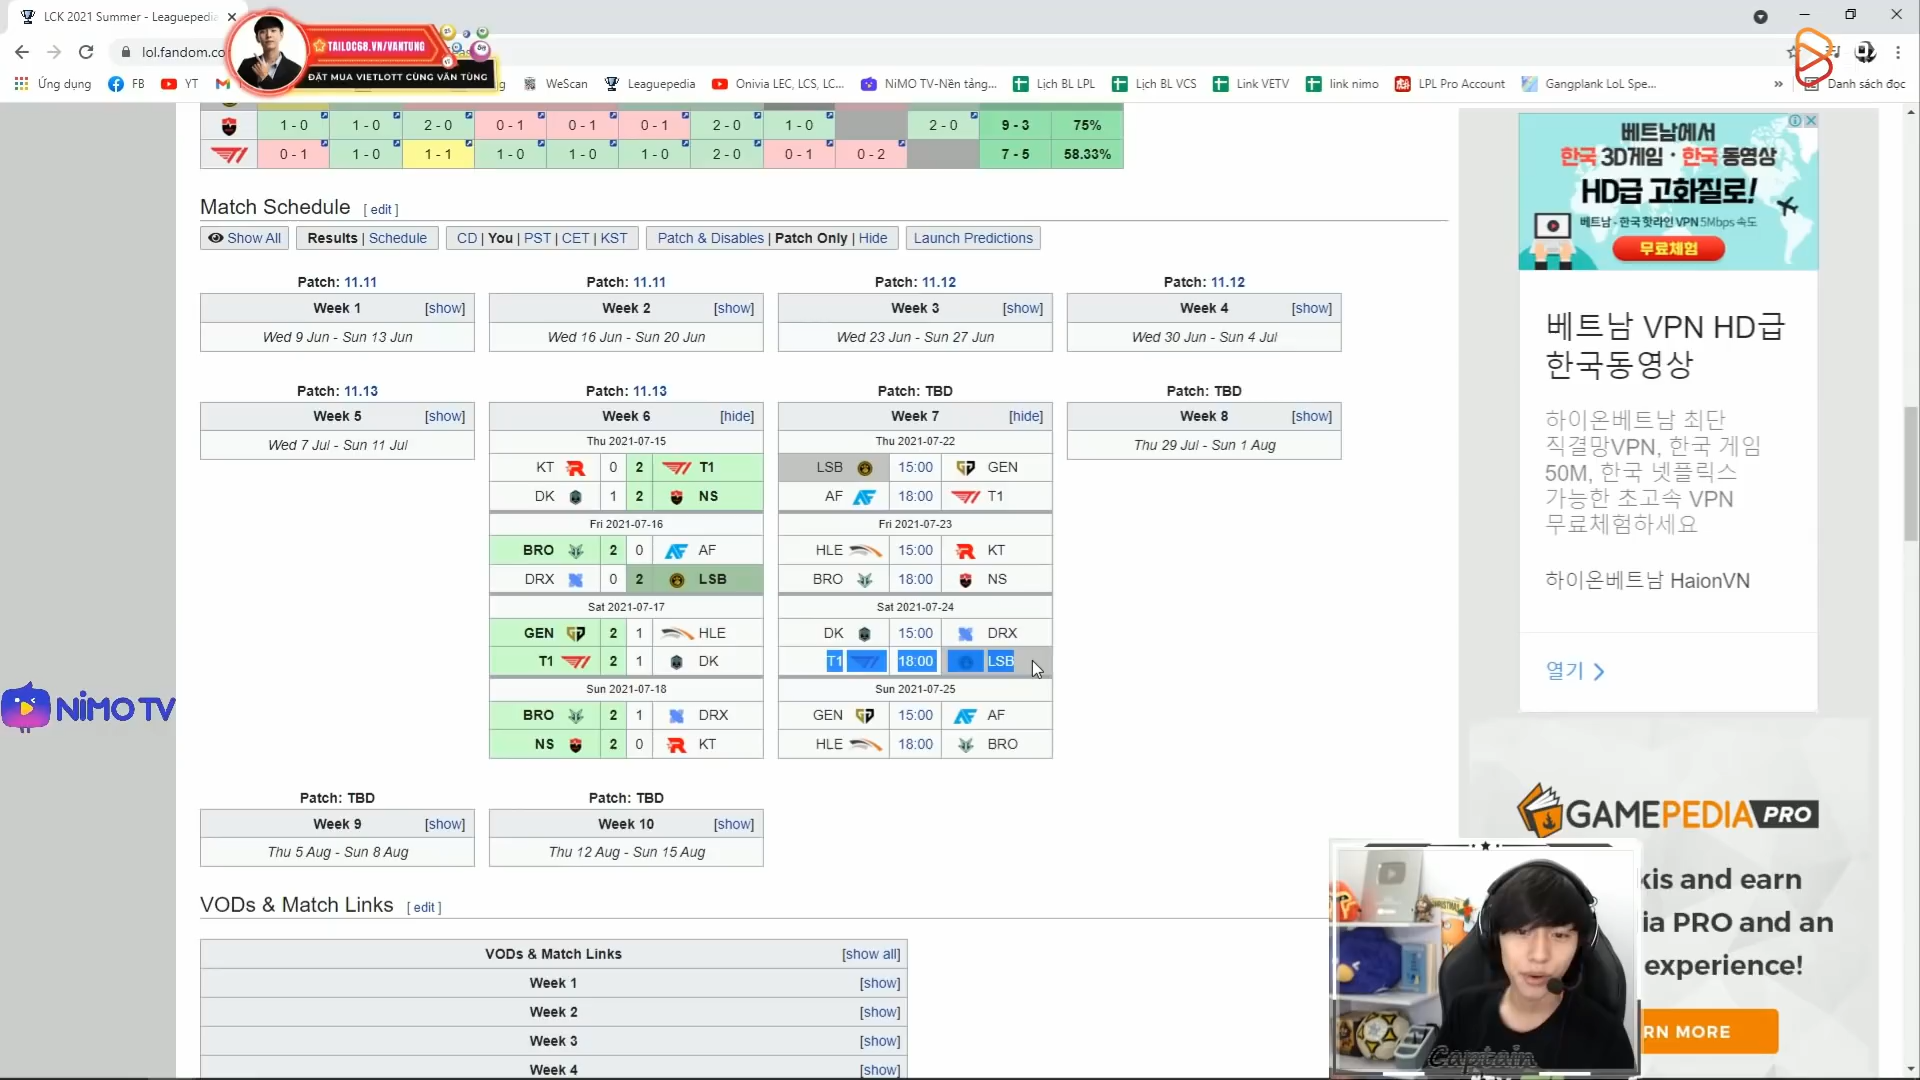 LCK 2021 Summer - Leaguepedia
lol.fandom.co
TAILOC68.VN/VANTUNG
ĐẶT MUA VIETLOTT CÙNG VĂN TÙNG
Ứng dụng FB YT WeScan Leaguepedia Onivia LEC, LCS, LC... NiMO TV-Nền tảng... Lịch BL LPL Lịch BL VCS Link VETV link nimo LPL Pro Account Gangplank LoL Spe... » Danh sách đọc
1 - 0 1 - 0 2 - 0 0 - 1 0 - 1 0 - 1 2 - 0 1 - 0 2 - 0 9 - 3 75%
0 - 1 1 - 0 1 - 1 1 - 0 1 - 0 1 - 0 2 - 0 0 - 1 0 - 2 7 - 5 58.33%
Match Schedule [ edit ]
Show All Results | Schedule CD | You | PST | CET | KST Patch & Disables | Patch Only | Hide Launch Predictions
Patch: 11.11
Week 1 [show]
Wed 9 Jun - Sun 13 Jun
Patch: 11.11
Week 2 [show]
Wed 16 Jun - Sun 20 Jun
Patch: 11.12
Week 3 [show]
Wed 23 Jun - Sun 27 Jun
Patch: 11.12
Week 4 [show]
Wed 30 Jun - Sun 4 Jul
Patch: 11.13
Week 5 [show]
Wed 7 Jul - Sun 11 Jul
Patch: 11.13
Week 6 [hide]
Thu 2021-07-15
KT 0 2 T1
DK 1 2 NS
Fri 2021-07-16
BRO 2 0 AF
DRX 0 2 LSB
Sat 2021-07-17
GEN 2 1 HLE
T1 2 1 DK
Sun 2021-07-18
BRO 2 1 DRX
NS 2 0 KT
Patch: TBD
Week 7 [hide]
Thu 2021-07-22
LSB 15:00 GEN
AF 18:00 T1
Fri 2021-07-23
HLE 15:00 KT
BRO 18:00 NS
Sat 2021-07-24
DK 15:00 DRX
T1 18:00 LSB
Sun 2021-07-25
GEN 15:00 AF
HLE 18:00 BRO
Patch: TBD
Week 8 [show]
Thu 29 Jul - Sun 1 Aug
Patch: TBD
Week 9 [show]
Thu 5 Aug - Sun 8 Aug
Patch: TBD
Week 10 [show]
Thu 12 Aug - Sun 15 Aug
VODs & Match Links [ edit ]
VODs & Match Links [show all]
Week 1 [show]
Week 2 [show]
Week 3 [show]
Week 4 [show]
NiMO TV
베트남에서
한국 3D게임 · 한국 동영상
HD급 고화질로!
베트남 - 한국 핫라인 VPN 5Mbps 속도
무료체험
베트남 VPN HD급
한국동영상
하이온베트남 최단
직결망VPN, 한국 게임
50M, 한국 넷플릭스
가능한 초고속 VPN
무료체험하세요
하이온베트남 HaionVN
열기
GAMEPEDIA PRO
kis and earn
ia PRO and an
experience!
RN MORE
Captain